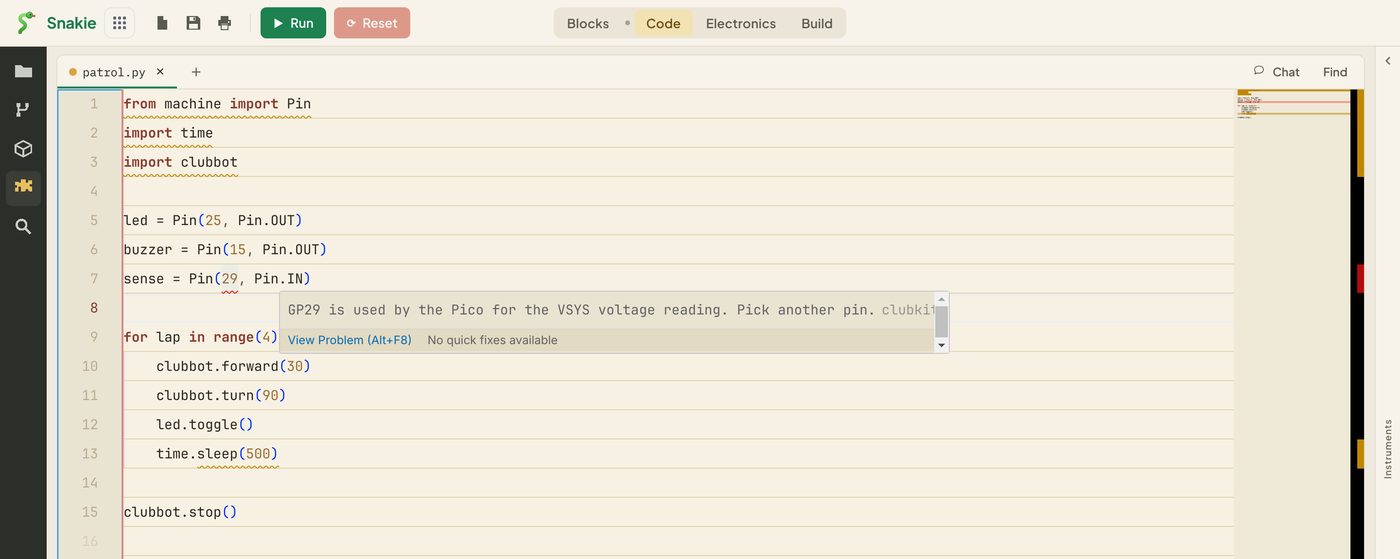 Snakie
Run
Reset
Blocks
Code
Electronics
Build
patrol.py
Chat
Find
1 from machine import Pin
2 import time
3 import clubbot
4
5 led = Pin(25, Pin.OUT)
6 buzzer = Pin(15, Pin.OUT)
7 sense = Pin(29, Pin.IN)
8
GP29 is used by the Pico for the VSYS voltage reading. Pick another pin. clubkit
9 for lap in range(4)
View Problem (Alt+F8) No quick fixes available
10 clubbot.forward(30)
11 clubbot.turn(90)
12 led.toggle()
13 time.sleep(500)
14
15 clubbot.stop()
16
Instruments